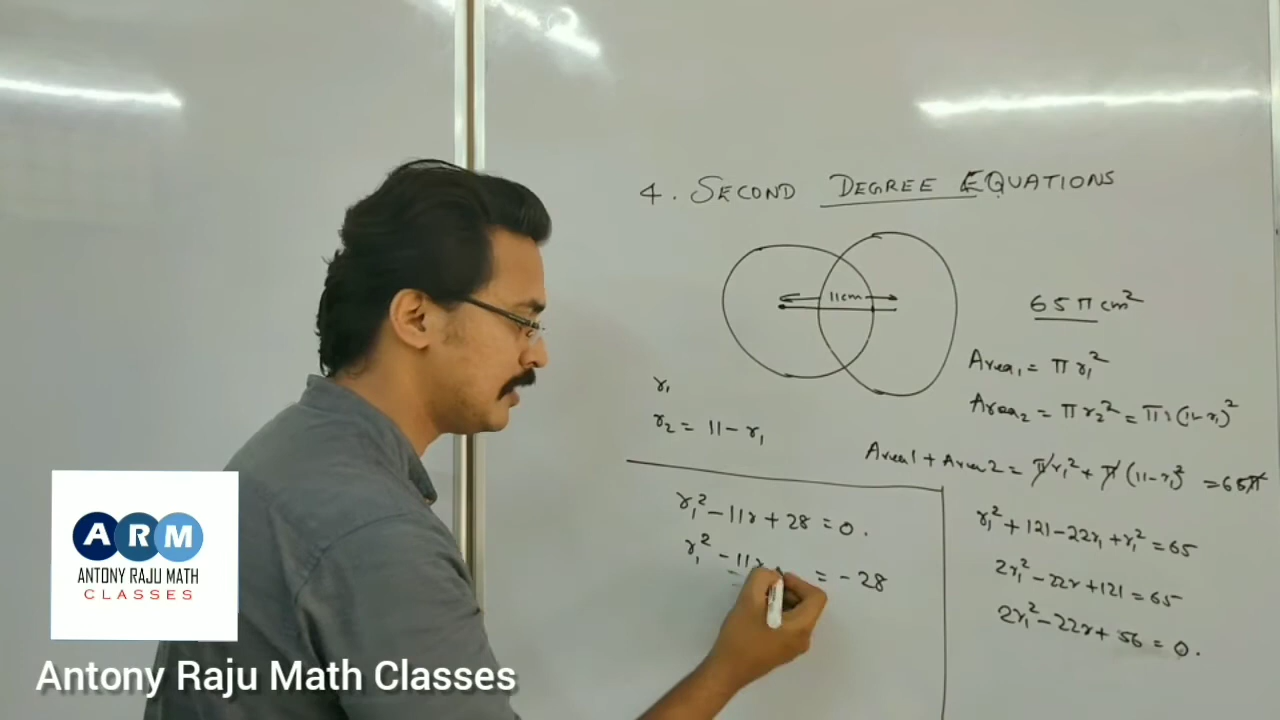 4. SECOND DEGREE EQUATIONS
11cm
65π cm²
Area₁ = πr₁²
Area₂ = πr₂² = π×(11-r₁)²
r₁
r₂ = 11 - r₁
Area1 + Area2 = πr₁² + π(11-r₁)² = 65π
r₁² - 11r + 28 = 0.
r₁² - 11r = -28
r₁² + 121 - 22r₁ + r₁² = 65
2r₁² - 22r + 121 = 65
2r₁² - 22r + 56 = 0.
ARM
ANTONY RAJU MATH
CLASSES
Antony Raju Math Classes